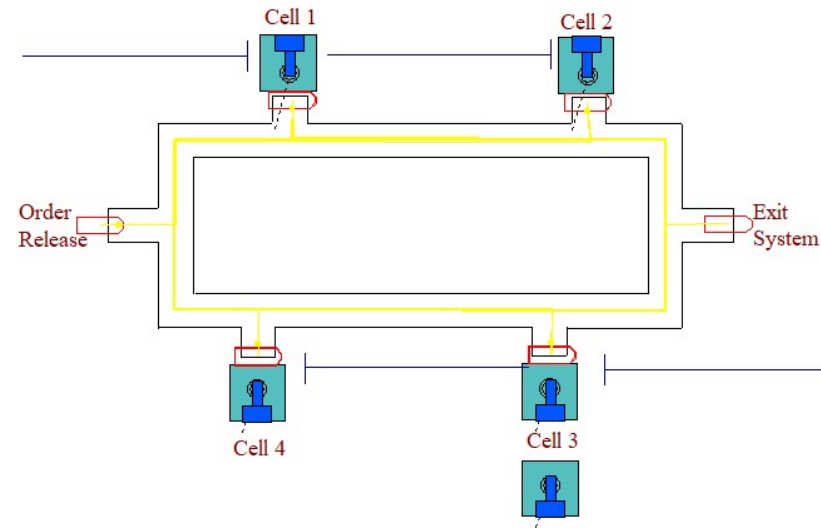 Cell 1
Cell 2
Order
Release
Exit
System
Cell 4
Cell 3